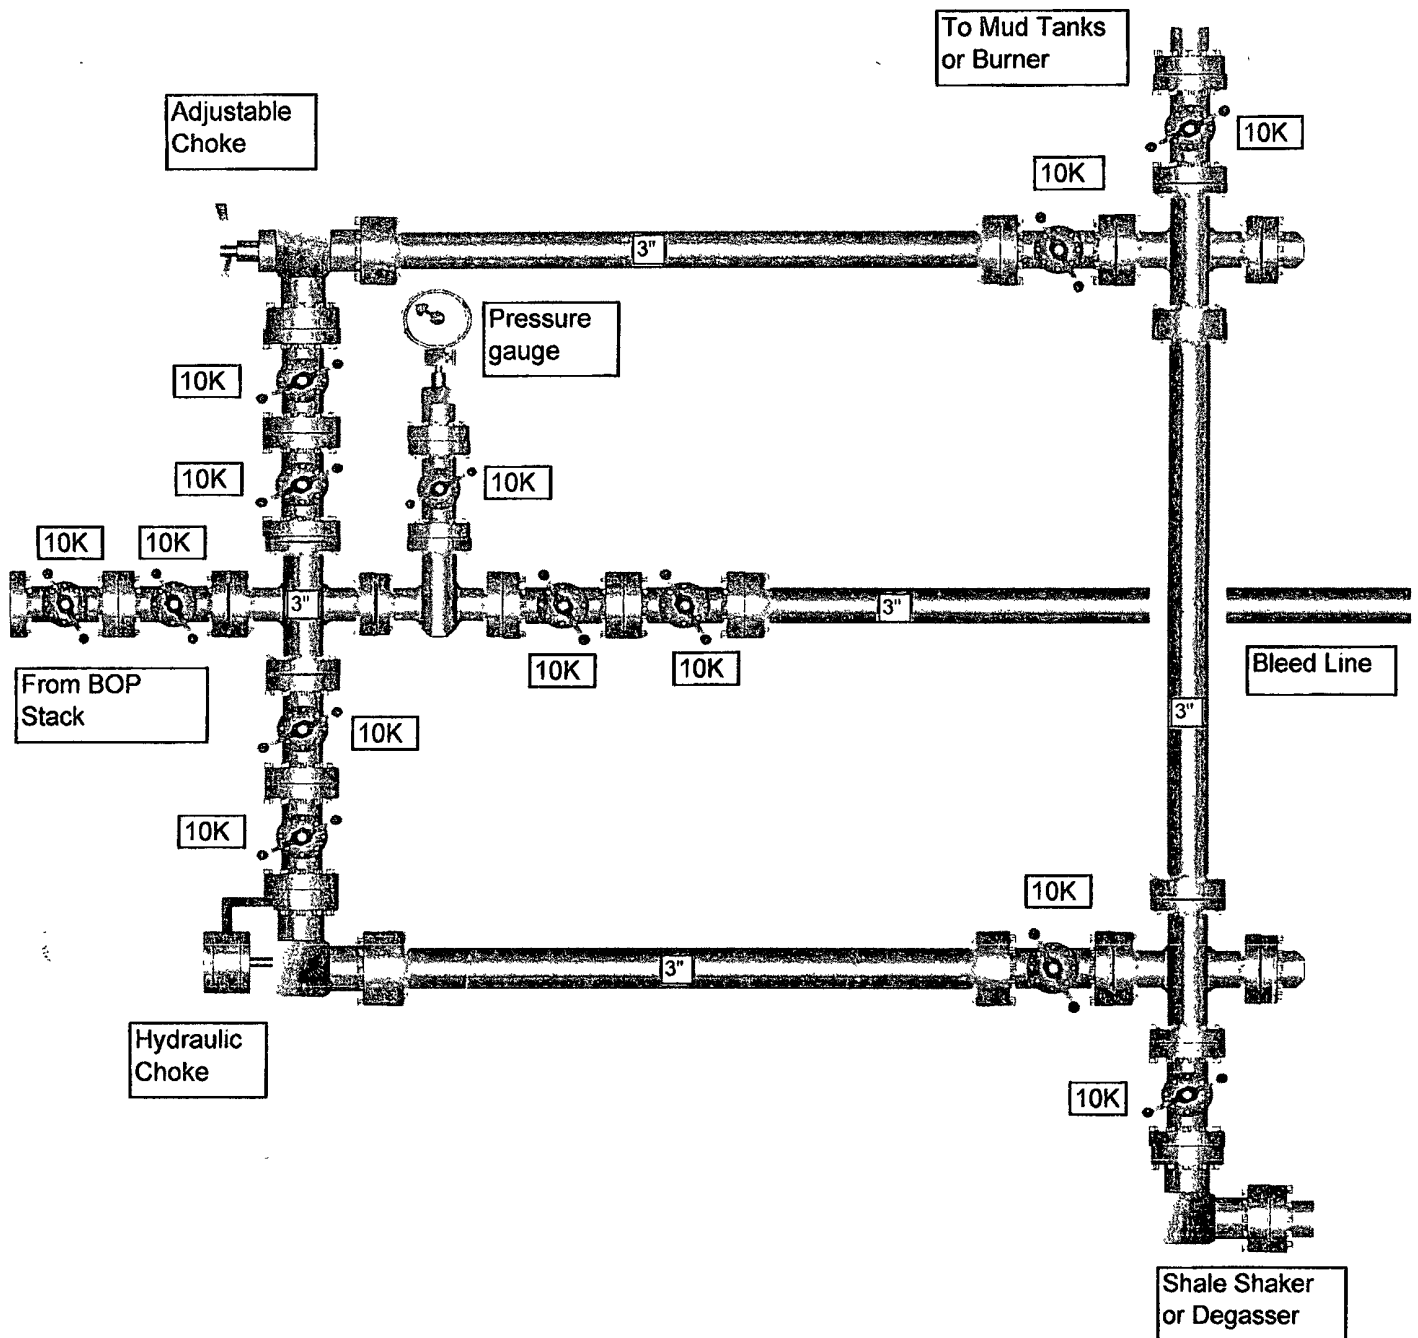 To Mud Tanks
or Burner
10K
Adjustable
Choke
10K
3"
Pressure
gauge
10K
10K
10K
10K
10K
3"
3"
10K
10K
From BOP
Stack
Bleed Line
3"
10K
10K
10K
3"
Hydraulic
Choke
10K
Shale Shaker
or Degasser